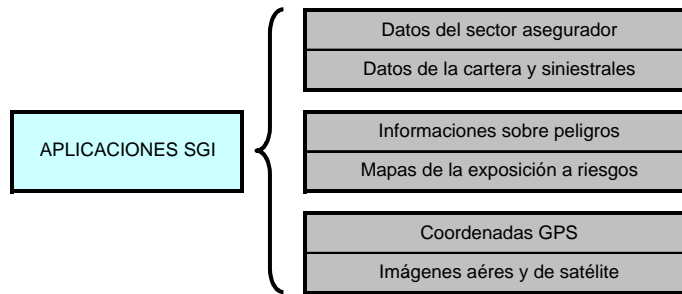 Datos del sector asegurador
Datos de la cartera y siniestrales
APLICACIONES SGI
Informaciones sobre peligros
Mapas de la exposición a riesgos
Coordenadas GPS
Imágenes aéres y de satélite